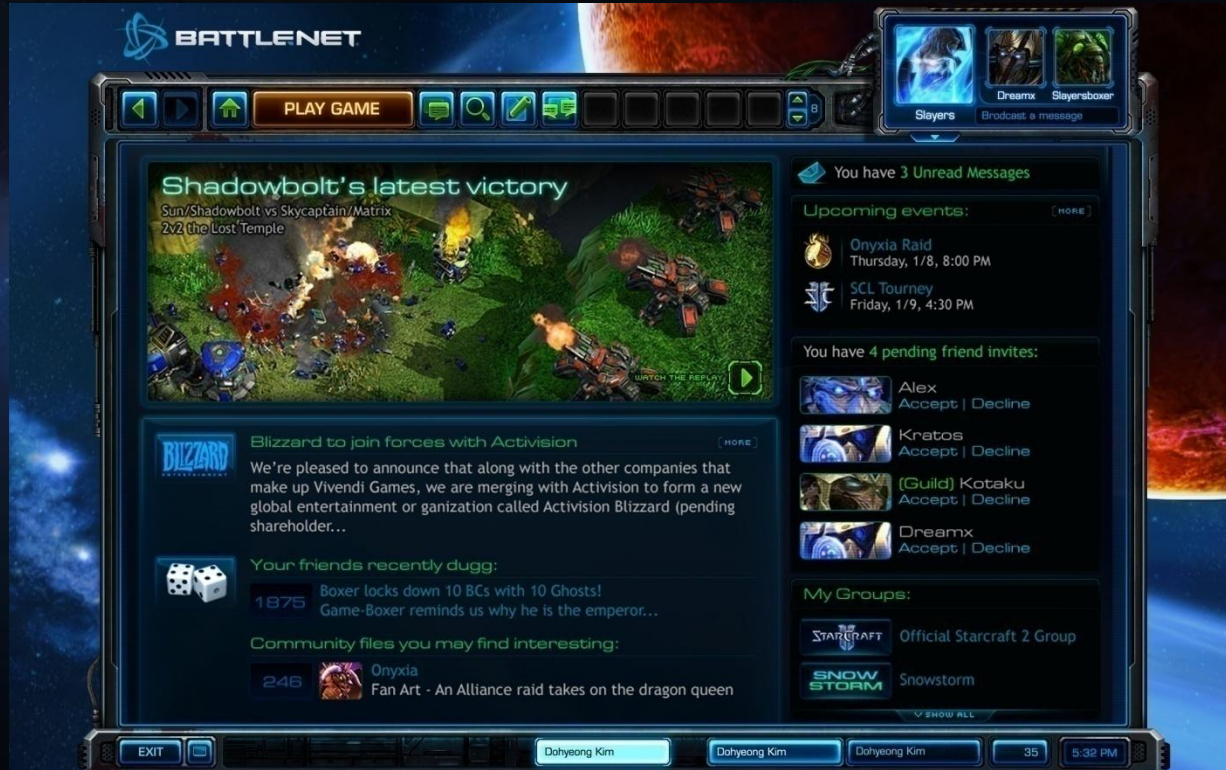 BATTLE.NET
PLAY GAME
8
Slayers
Dreamx
Slayersboxer
Brodcast a message
Shadowbolt's latest victory
Sun/Shadowbolt vs Skycaptain/Matrix
2v2 the Lost Temple
WATCH THE REPLAY
BLIZZARD
ENTERTAINMENT
Blizzard to join forces with Activision
[MORE]
We're pleased to announce that along with the other companies that
make up Vivendi Games, we are merging with Activision to form a new
global entertainment or ganization called Activision Blizzard (pending
shareholder...
Your friends recently dugg:
1875
Boxer locks down 10 BCs with 10 Ghosts!
Game-Boxer reminds us why he is the emperor...
Community files you may find interesting:
246
Onyxia
Fan Art - An Alliance raid takes on the dragon queen
You have 3 Unread Messages
Upcoming events:
[MORE]
Onyxia Raid
Thursday, 1/8, 8:00 PM
SCL Tourney
Friday, 1/9, 4:30 PM
You have 4 pending friend invites:
Alex
Accept | Decline
Kratos
Accept | Decline
(Guild) Kotaku
Accept | Decline
Dreamx
Accept | Decline
My Groups:
STARCRAFT
Official Starcraft 2 Group
SNOW
STORM
Snowstorm
SHOW ALL
EXIT
Dohyeong Kim
Dohyeong Kim
Dohyeong Kim
35
5:32 PM